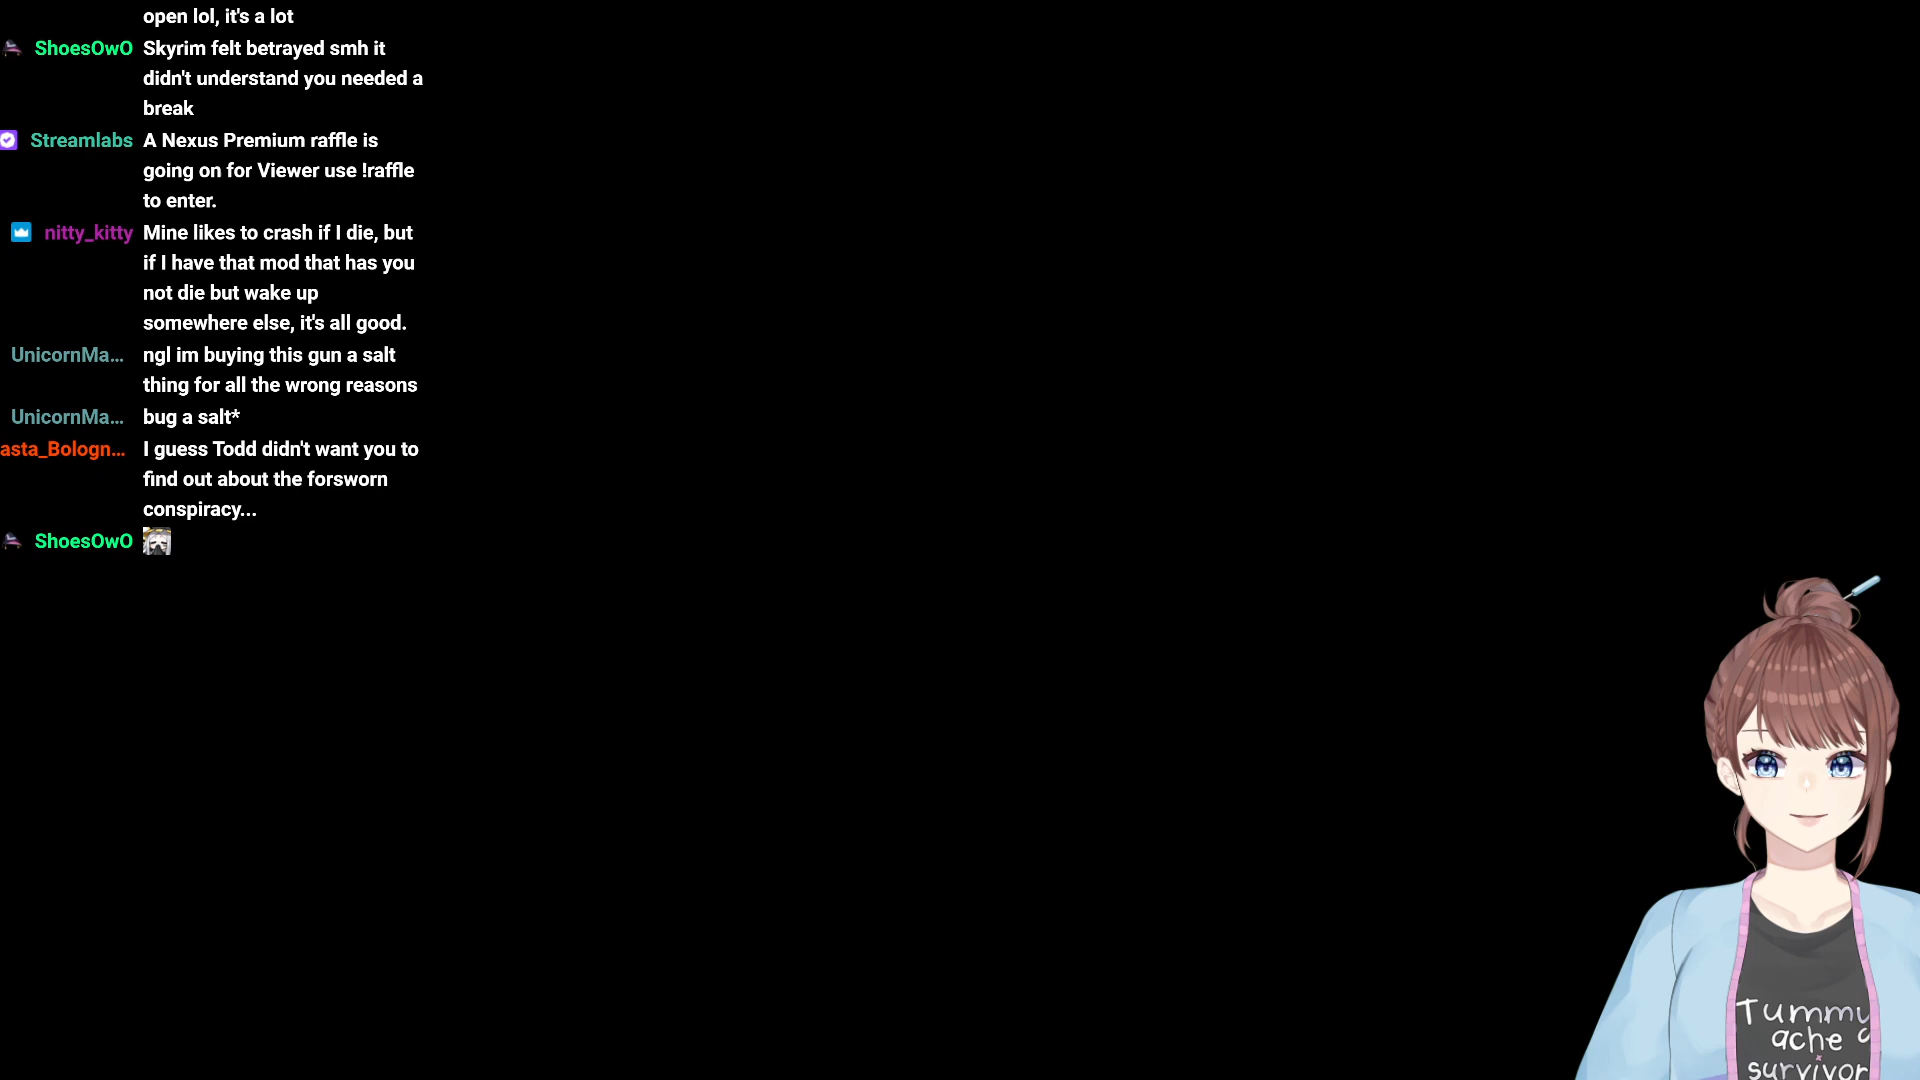 open lol, it's a lot
ShoesOwO Skyrim felt betrayed smh it
didn't understand you needed a
break
Streamlabs A Nexus Premium raffle is
going on for Viewer use !raffle
to enter.
nitty_kitty Mine likes to crash if I die, but
if I have that mod that has you
not die but wake up
somewhere else, it's all good.
UnicornMa... ngl im buying this gun a salt
thing for all the wrong reasons
UnicornMa... bug a salt*
asta_Bologn... I guess Todd didn't want you to
find out about the forsworn
conspiracy...
ShoesOwO
Tummy
ache
survivor